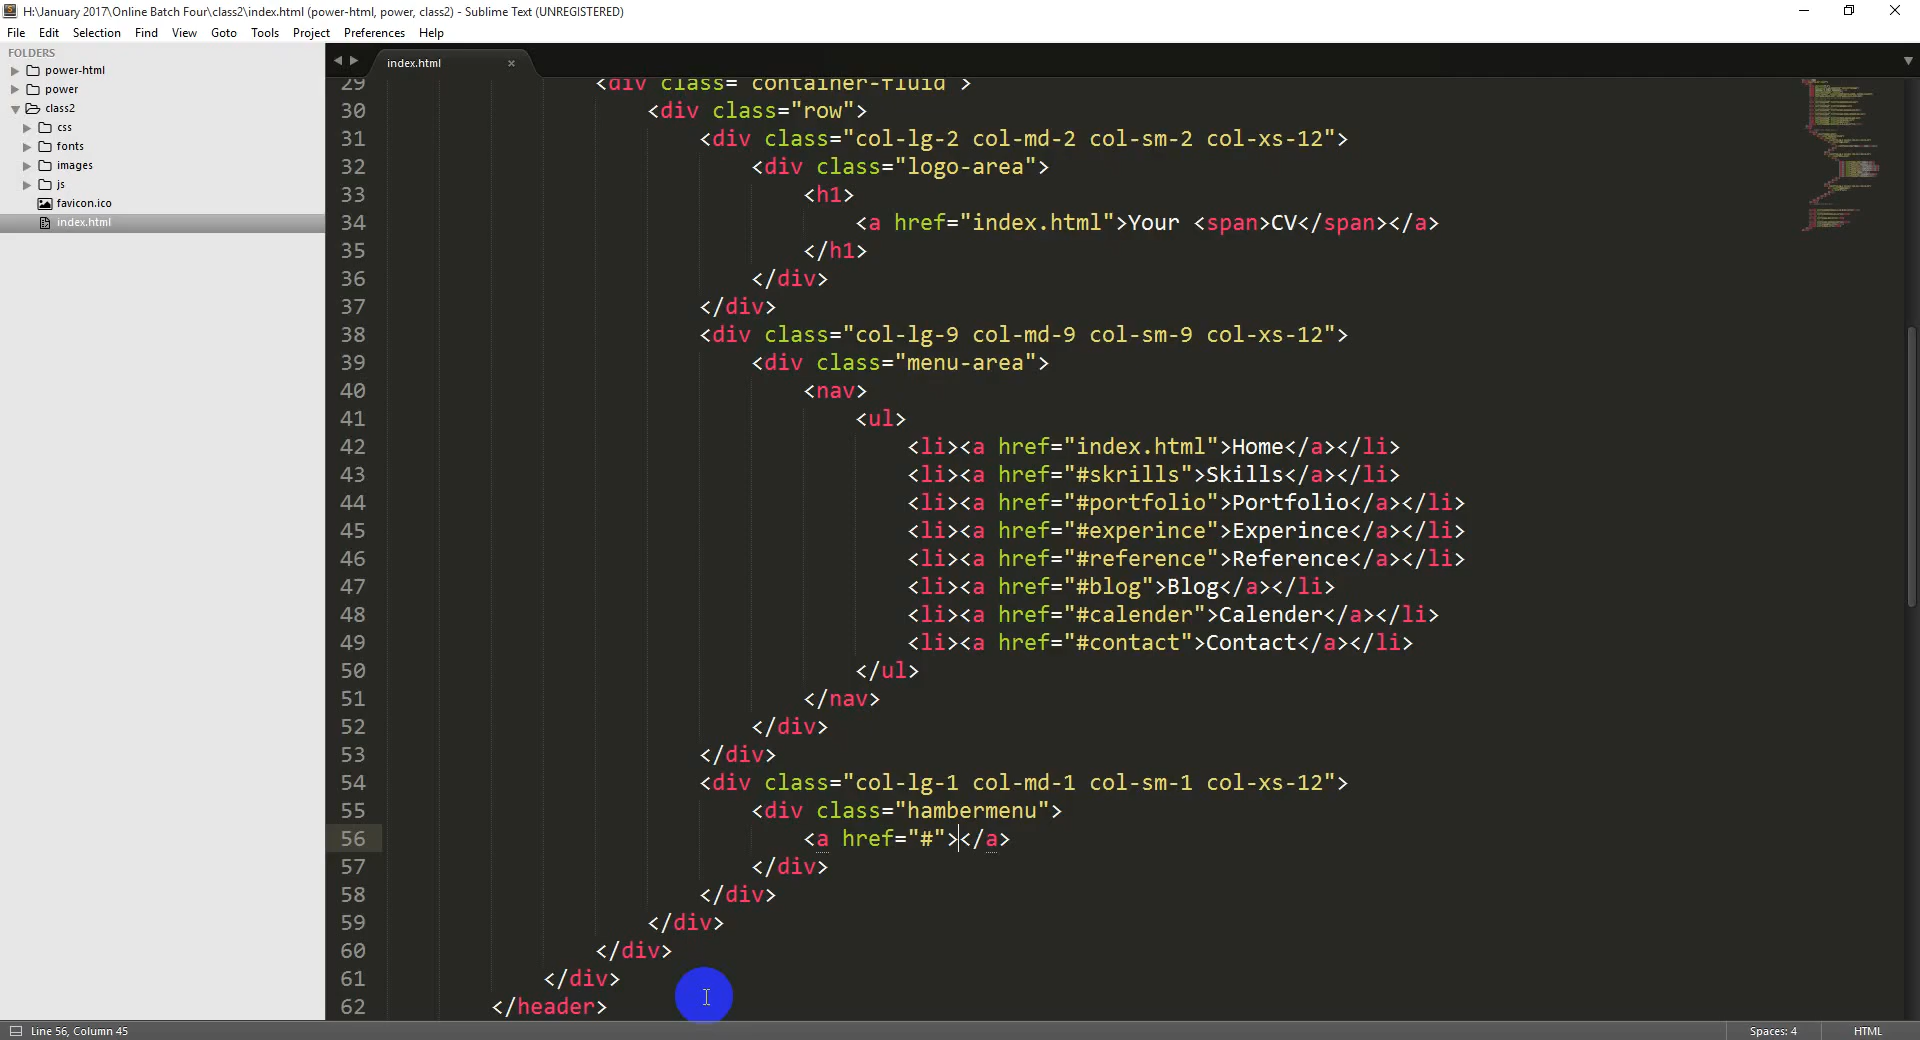 H:\January 2017\Online Batch Four\class2\index.html (power-html, power, class2) - Sublime Text (UNREGISTERED)
File Edit Selection Find View Goto Tools Project Preferences Help
FOLDERS
power-html
power
class2
css
fonts
images
js
favicon.ico
index.html
index.html
29 <div class="container-fluid">
30 <div class="row">
31 <div class="col-lg-2 col-md-2 col-sm-2 col-xs-12">
32 <div class="logo-area">
33 <h1>
34 <a href="index.html">Your <span>CV</span></a>
35 </h1>
36 </div>
37 </div>
38 <div class="col-lg-9 col-md-9 col-sm-9 col-xs-12">
39 <div class="menu-area">
40 <nav>
41 <ul>
42 <li><a href="index.html">Home</a></li>
43 <li><a href="#skrills">Skills</a></li>
44 <li><a href="#portfolio">Portfolio</a></li>
45 <li><a href="#experince">Experince</a></li>
46 <li><a href="#reference">Reference</a></li>
47 <li><a href="#blog">Blog</a></li>
48 <li><a href="#calender">Calender</a></li>
49 <li><a href="#contact">Contact</a></li>
50 </ul>
51 </nav>
52 </div>
53 </div>
54 <div class="col-lg-1 col-md-1 col-sm-1 col-xs-12">
55 <div class="hambermenu">
56 <a href="#"></a>
57 </div>
58 </div>
59 </div>
60 </div>
61 </div>
62 </header>
Line 56, Column 45
Spaces: 4
HTML